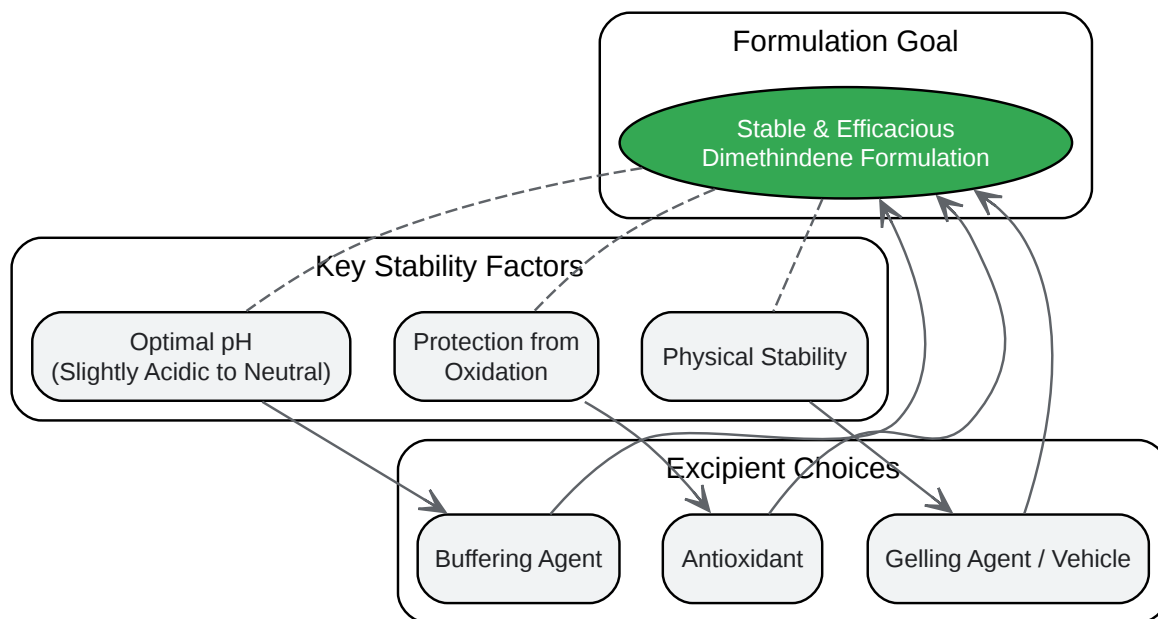 Formulation Goal
Stable & Efficacious
Dimethindene Formulation
Key Stability Factors
Optimal pH
(Slightly Acidic to Neutral)
Protection from
Oxidation
Physical Stability
Excipient Choices
Buffering Agent
Antioxidant
Gelling Agent / Vehicle